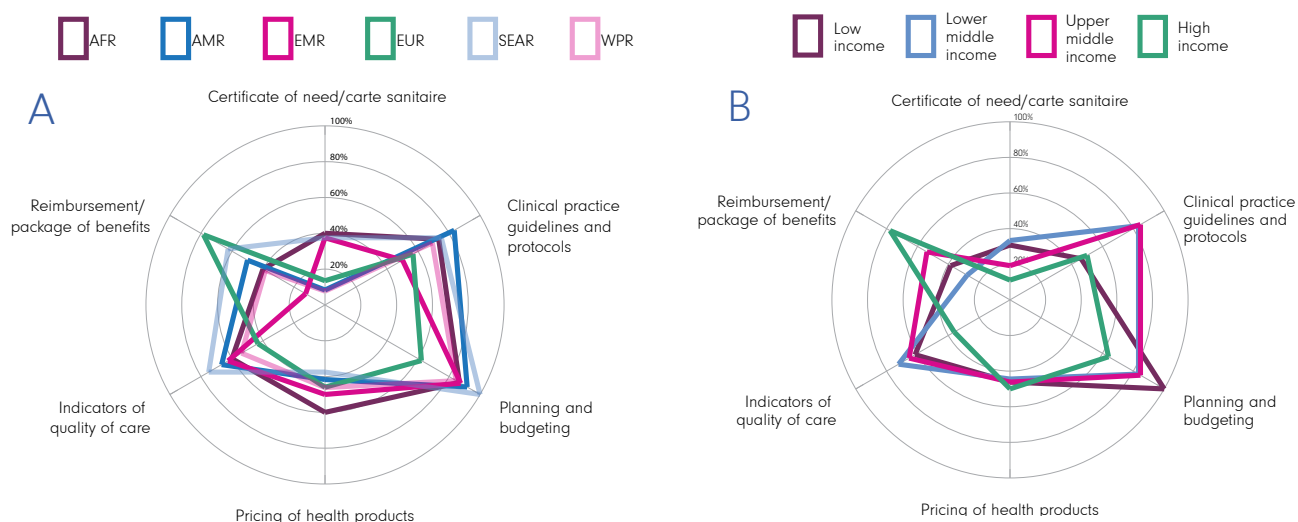 AFR
AMR
EMR
EUR
SEAR
WPR
A
Certificate of need/carte sanitaire
100%
80%
60%
40%
20%
Reimbursement/
package of benefits
Clinical practice
guidelines and
protocols
Indicators of
quality of care
Planning and
budgeting
Pricing of health products
Low
income
Lower
middle
income
Upper
middle
income
High
income
B
Certificate of need/carte sanitaire
100%
80%
60%
40%
20%
Reimbursement/
package of benefits
Clinical practice
guidelines and
protocols
Indicators of
quality of care
Planning and
budgeting
Pricing of health products